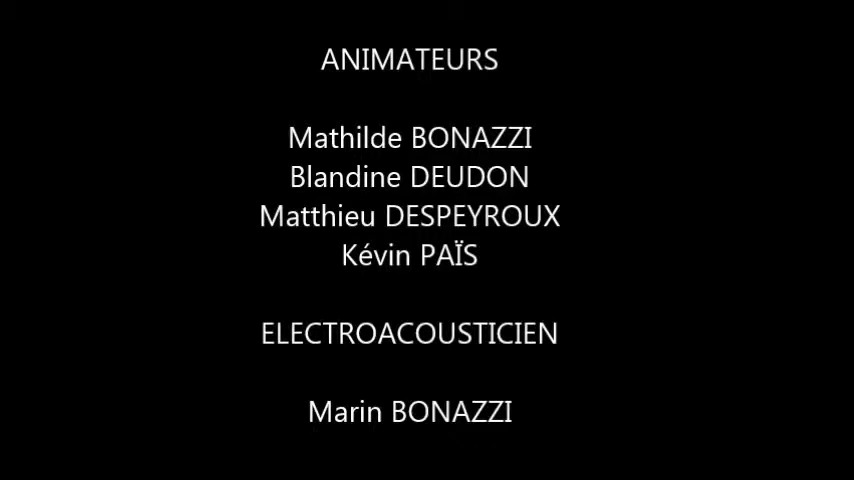 ANIMATEURS
Mathilde BONAZZI
Blandine DEUDON
Matthieu DESPEYROUX
Kévin PAÏS
ELECTROACOUSTICIEN
Marin BONAZZI